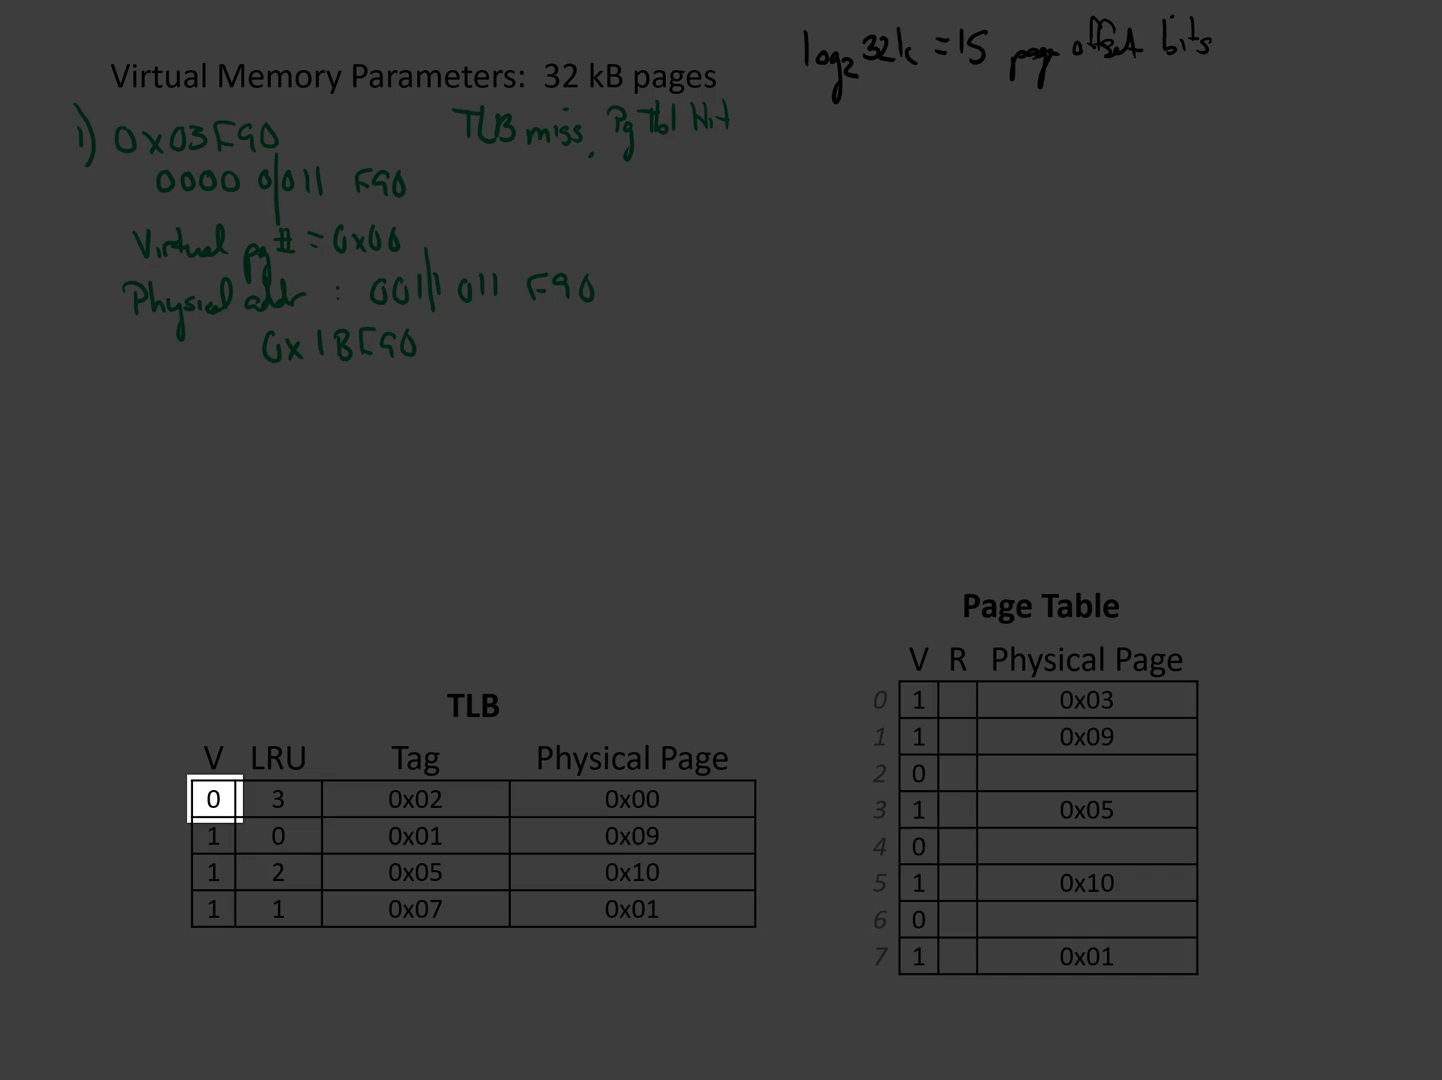 log₂ 32k = 15 page offset bits
Virtual Memory Parameters: 32 kB pages
1) 0x03F90
TLB miss, Pg Tbl Hit
0000 0|011 F90
Virtual pg# = 0x00
Physical addr : 0011| 011 F90
0x1BF90
Page Table
V R Physical Page
0 1 0x03
1 1 0x09
2 0
3 1 0x05
4 0
5 1 0x10
6 0
7 1 0x01
TLB
V LRU Tag Physical Page
0 3 0x02 0x00
1 0 0x01 0x09
1 2 0x05 0x10
1 1 0x07 0x01